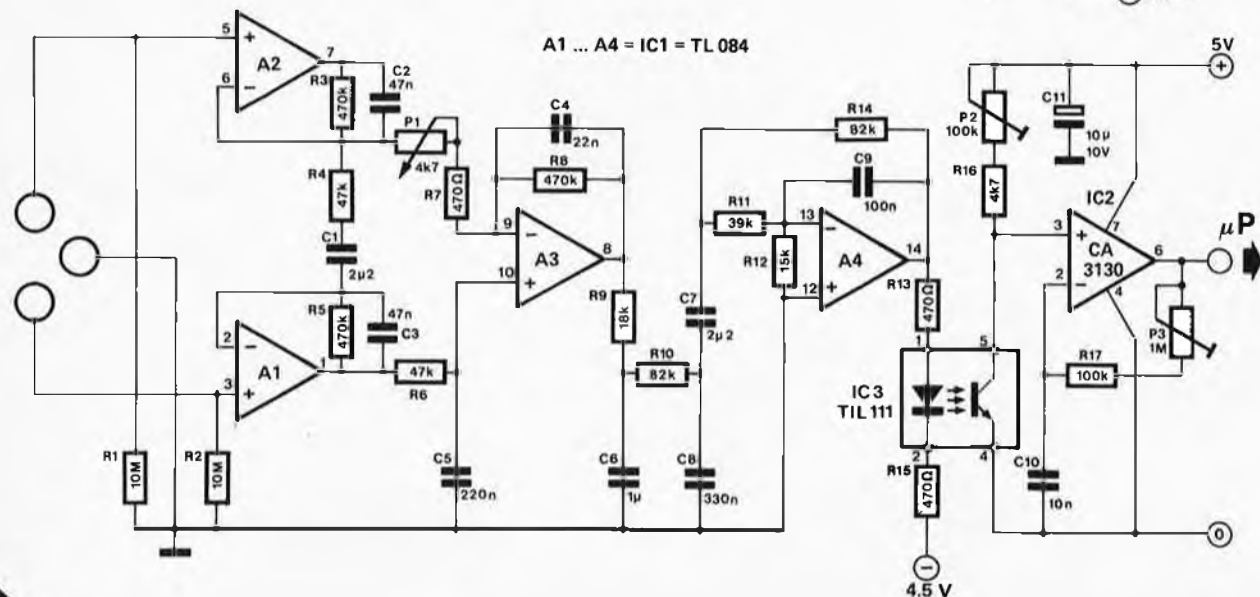 A1 ... A4 = IC1 = TL 084
5V
+
5
6
7
+
−
A2
R3
470k
C2
47n
P1
4k7
R4
47k
R7
470Ω
C1
2µ2
C4
22n
R8
470k
9
10
8
−
+
A3
R5
470k
47n
C3
2
3
1
−
+
A1
47k
R6
R1
10M
R2
10M
C5
220n
R9
18k
R10
82k
C6
1µ
C8
330n
C7
2µ2
R14
82k
C9
100n
R11
39k
R12
15k
13
12
14
−
+
A4
R13
470Ω
1
5
IC3
TIL 111
2
4
R15
470Ω
−
4.5 V
P2
100k
R16
4k7
C11
10µ
10V
IC2
3
2
7
6
4
+
−
CA
3130
µP
P3
1M
R17
100k
C10
10n
0